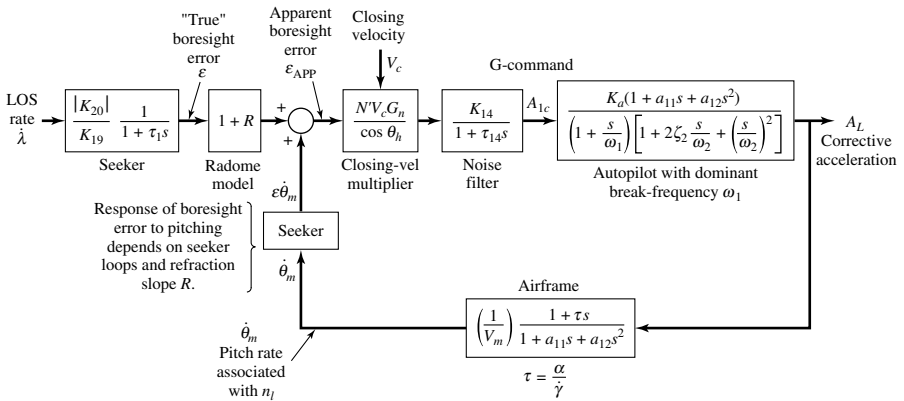 "True"
boresight
error
ε
Apparent
boresight
error
ε_APP
Closing
velocity
V_c
G-command
LOS
rate
λ̇
|K_20| / K_19 1 / (1 + τ_1s)
Seeker
1 + R
Radome
model
+
+
N′V_cG_n / cos θ_h
Closing-vel
multiplier
K_14 / (1 + τ_14s)
Noise
filter
A_1c
K_a(1 + a_11s + a_12s²) / (1 + s/ω_1)[1 + 2ζ_2 s/ω_2 + (s/ω_2)²]
Autopilot with dominant
break-frequency ω_1
A_L
Corrective
acceleration
εθ̇_m
Response of boresight
error to pitching
depends on seeker
loops and refraction
slope R.
Seeker
θ̇_m
Airframe
(1/V_m) (1 + τs) / (1 + a_11s + a_12s²)
τ = α/γ̇
θ̇_m
Pitch rate
associated
with n_l